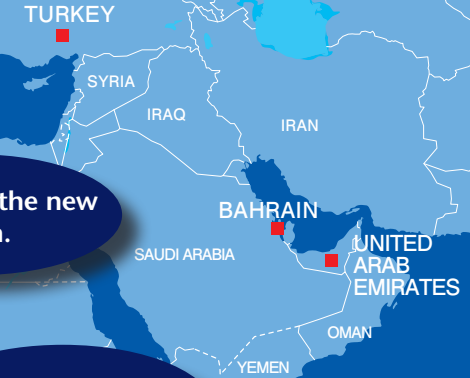 TURKEY
SYRIA
IRAQ
IRAN
the new
BAHRAIN
SAUDI ARABIA
UNITED
ARAB
EMIRATES
OMAN
YEMEN